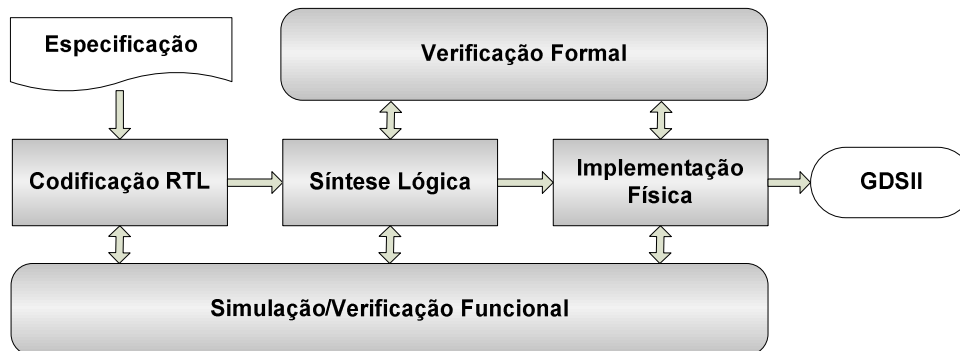 Especificação
Verificação Formal
Codificação RTL
Síntese Lógica
Implementação
Física
GDSII
Simulação/Verificação Funcional